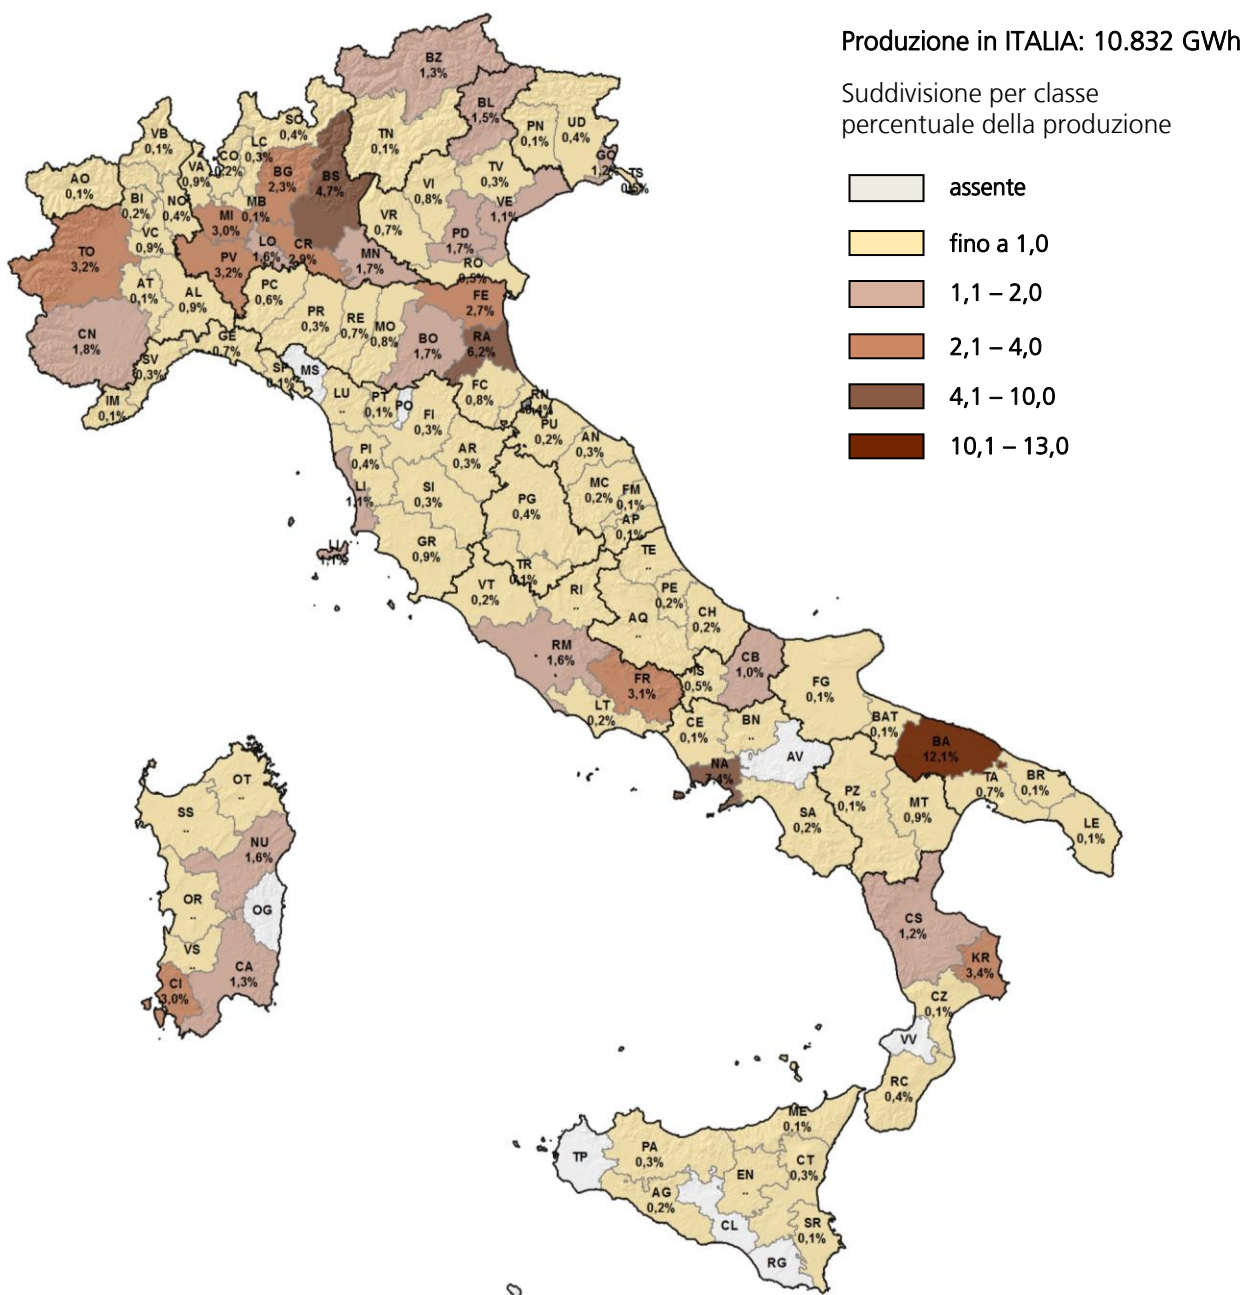 Produzione in ITALIA: 10.832 GWh
Suddivisione per classe
percentuale della produzione
assente
fino a 1,0
1,1 – 2,0
2,1 – 4,0
4,1 – 10,0
10,1 – 13,0
BZ
1,3%
BL
1,5%
SO
0,4%
TN
0,1%
PN
0,1%
UD
0,4%
GO
1,2%
TS
VB
0,1%
AO
0,1%
VA
0,9%
CO
0,2%
LC
0,3%
BG
2,3%
BS
4,7%
VI
0,8%
TV
0,3%
VE
1,1%
BI
0,2%
NO
0,4%
MB
0,1%
MI
3,0%
VR
0,7%
PD
1,7%
TO
3,2%
VC
0,9%
PV
3,2%
LO
1,6%
CR
2,9%
MN
1,7%
RO
0,5%
AT
0,1%
AL
0,9%
PC
0,6%
PR
0,3%
RE
0,7%
MO
0,8%
FE
2,7%
CN
1,8%
GE
0,7%
BO
1,7%
RA
6,2%
SV
0,3%
SP
0,1%
MS
IM
0,1%
LU
..
PT
0,1%
PO
FI
0,3%
FC
0,8%
RN
PU
0,2%
AN
0,3%
PI
0,4%
AR
0,3%
LI
1,1%
SI
0,3%
PG
0,4%
MC
0,2%
FM
0,1%
AP
0,1%
LI
1,1%
GR
0,9%
TR
0,1%
TE
..
VT
0,2%
RI
..
PE
0,2%
AQ
..
CH
0,2%
RM
1,6%
FR
3,1%
IS
0,5%
CB
1,0%
FG
0,1%
LT
0,2%
CE
0,1%
BN
..
AV
BAT
0,1%
BA
12,1%
NA
7,4%
TA
0,7%
BR
0,1%
SA
0,2%
PZ
0,1%
MT
0,9%
LE
0,1%
OT
..
SS
..
NU
1,6%
OR
..
OG
VS
..
CI
3,0%
CA
1,3%
CS
1,2%
KR
3,4%
CZ
0,1%
VV
RC
0,4%
ME
0,1%
TP
PA
0,3%
CT
0,3%
EN
..
AG
0,2%
CL
SR
0,1%
RG